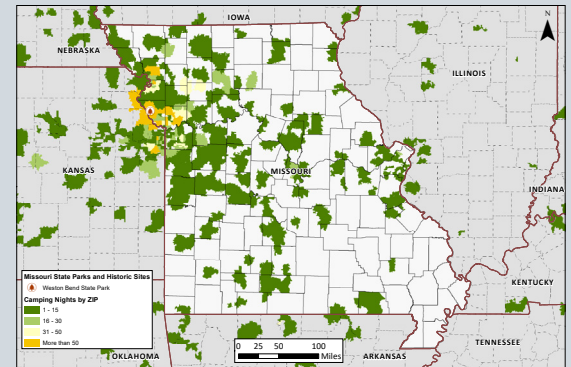 IOWA
N
NEBRASKA
ILLINOIS
KANSAS
MISSOURI
INDIANA
KENTUCKY
OKLAHOMA
ARKANSAS
TENNESSEE
Missouri State Parks and Historic Sites
Weston Bend State Park
Camping Nights by ZIP
1 - 15
16 - 30
31 - 50
More than 50
0 25 50 100
Miles